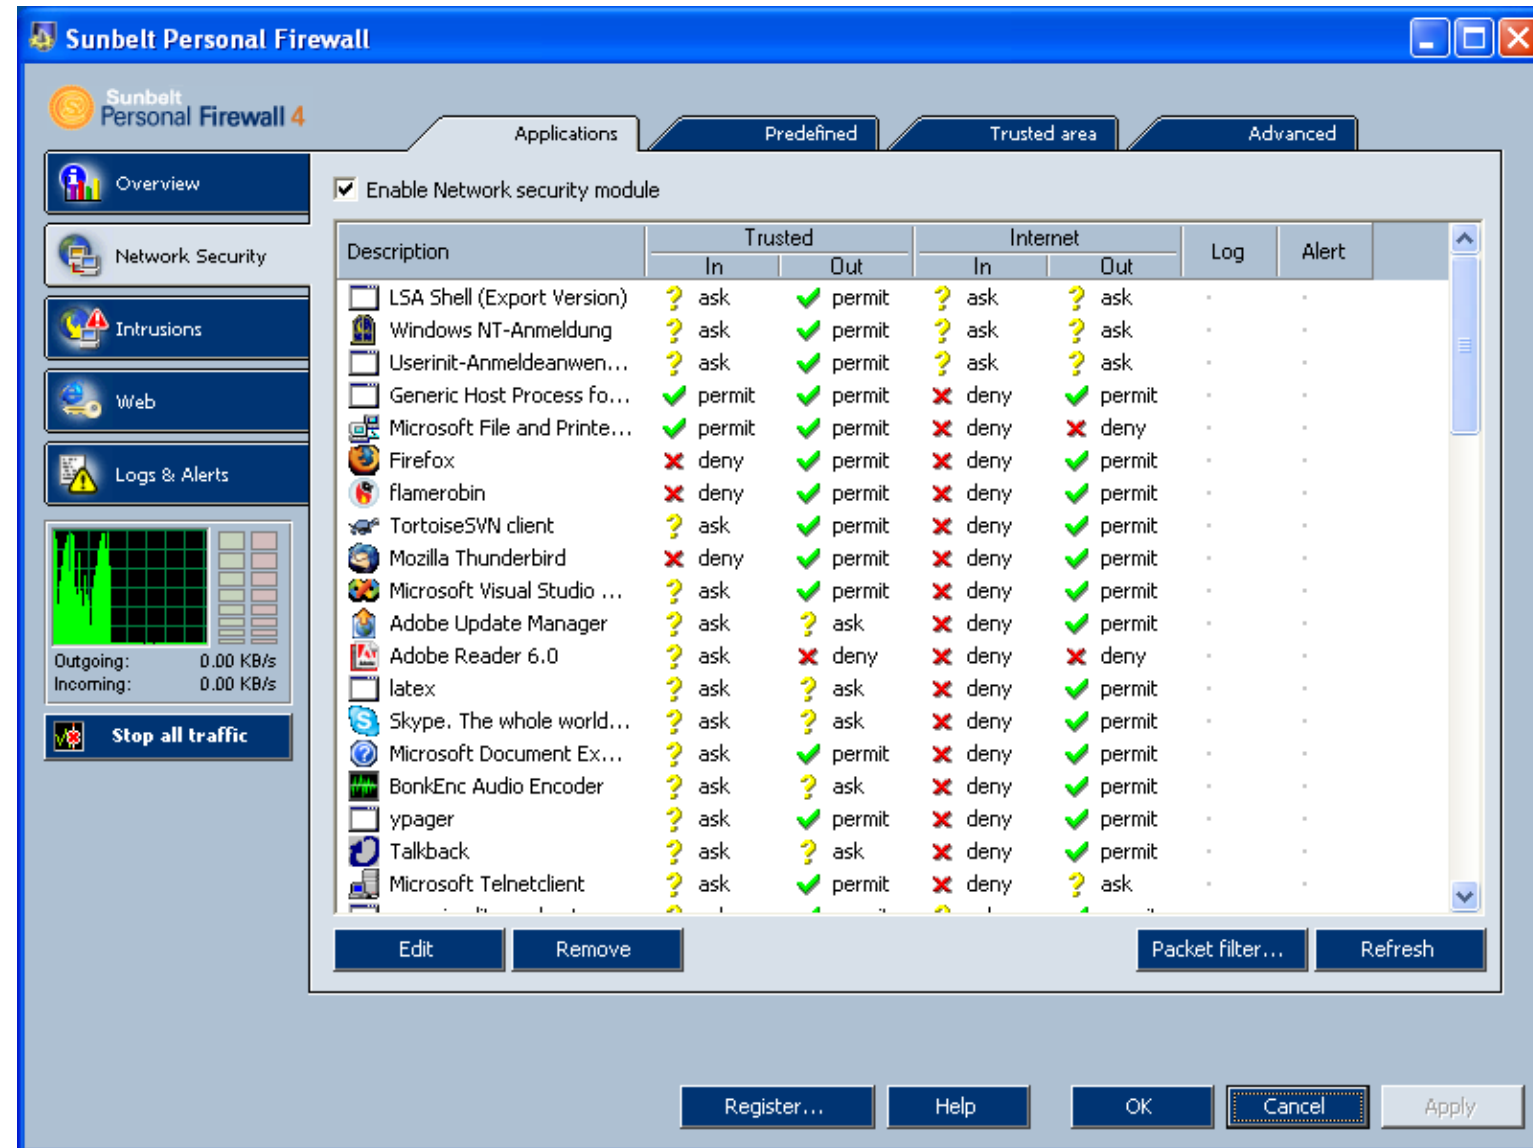 Sunbelt Personal Firewall
Sunbelt
Personal Firewall 4
Applications
Predefined
Trusted area
Advanced
Overview
Network Security
Intrusions
Web
Logs & Alerts
Outgoing: 0.00 KB/s
Incoming: 0.00 KB/s
Stop all traffic
Enable Network security module
Description Trusted Internet Log Alert
In Out In Out
LSA Shell (Export Version) ask permit ask ask
Windows NT-Anmeldung ask permit ask ask
Userinit-Anmeldeanwen... ask permit ask ask
Generic Host Process fo... permit permit deny permit
Microsoft File and Printe... permit permit deny deny
Firefox deny permit deny permit
flamerobin deny permit deny permit
TortoiseSVN client ask permit deny permit
Mozilla Thunderbird deny permit deny permit
Microsoft Visual Studio ... ask permit deny permit
Adobe Update Manager ask ask deny permit
Adobe Reader 6.0 ask deny deny deny
latex ask ask deny permit
Skype. The whole world... ask ask deny permit
Microsoft Document Ex... ask permit deny permit
BonkEnc Audio Encoder ask ask deny permit
ypager ask permit deny permit
Talkback ask ask deny permit
Microsoft Telnetclient ask permit deny ask
Edit
Remove
Packet filter...
Refresh
Register...
Help
OK
Cancel
Apply